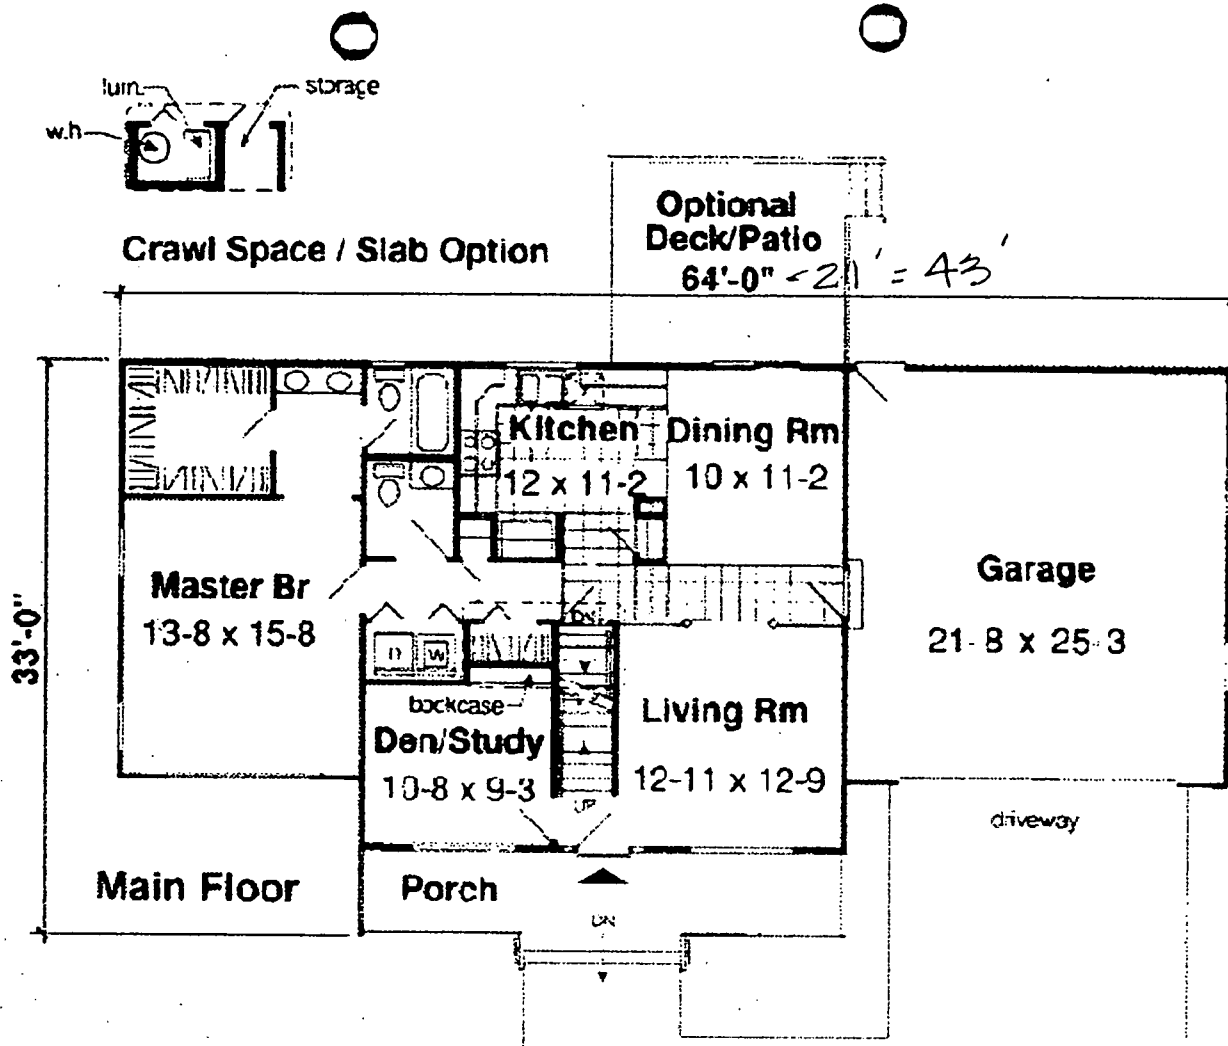 furn.
storage
w.h
Crawl Space / Slab Option
Optional
Deck/Patio
64'-0" - 21' = 43'
33'-0"
Kitchen
12 x 11-2
Dining Rm
10 x 11-2
Master Br
13-8 x 15-8
Garage
21-8 x 25-3
DN
D
W
bookcase
Den/Study
10-8 x 9-3
Living Rm
12-11 x 12-9
UP
driveway
Main Floor
Porch
DN